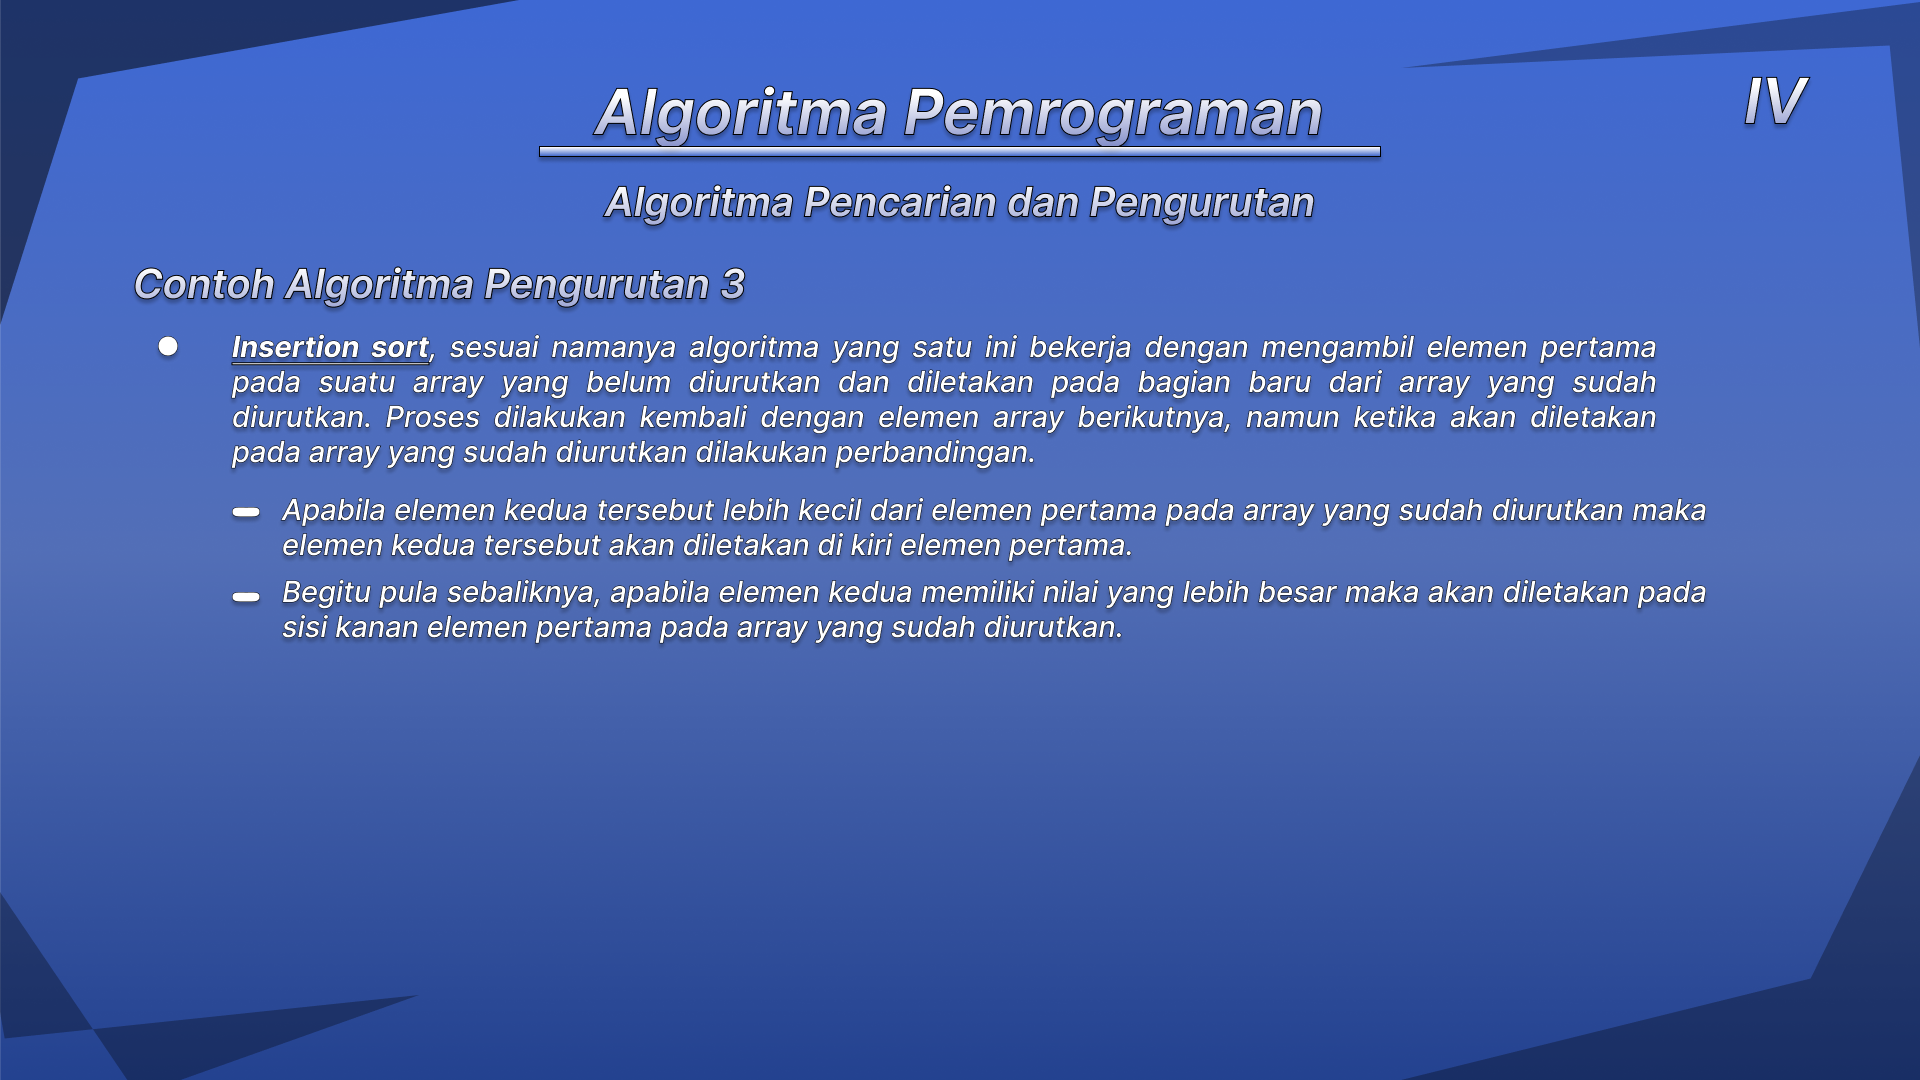 Algoritma Pemrograman
IV
Algoritma Pencarian dan Pengurutan
Contoh Algoritma Pengurutan 3
Insertion sort, sesuai namanya algoritma yang satu ini bekerja dengan mengambil elemen pertama
pada suatu array yang belum diurutkan dan diletakan pada bagian baru dari array yang sudah
diurutkan. Proses dilakukan kembali dengan elemen array berikutnya, namun ketika akan diletakan
pada array yang sudah diurutkan dilakukan perbandingan.
Apabila elemen kedua tersebut lebih kecil dari elemen pertama pada array yang sudah diurutkan maka
elemen kedua tersebut akan diletakan di kiri elemen pertama.
Begitu pula sebaliknya, apabila elemen kedua memiliki nilai yang lebih besar maka akan diletakan pada
sisi kanan elemen pertama pada array yang sudah diurutkan.